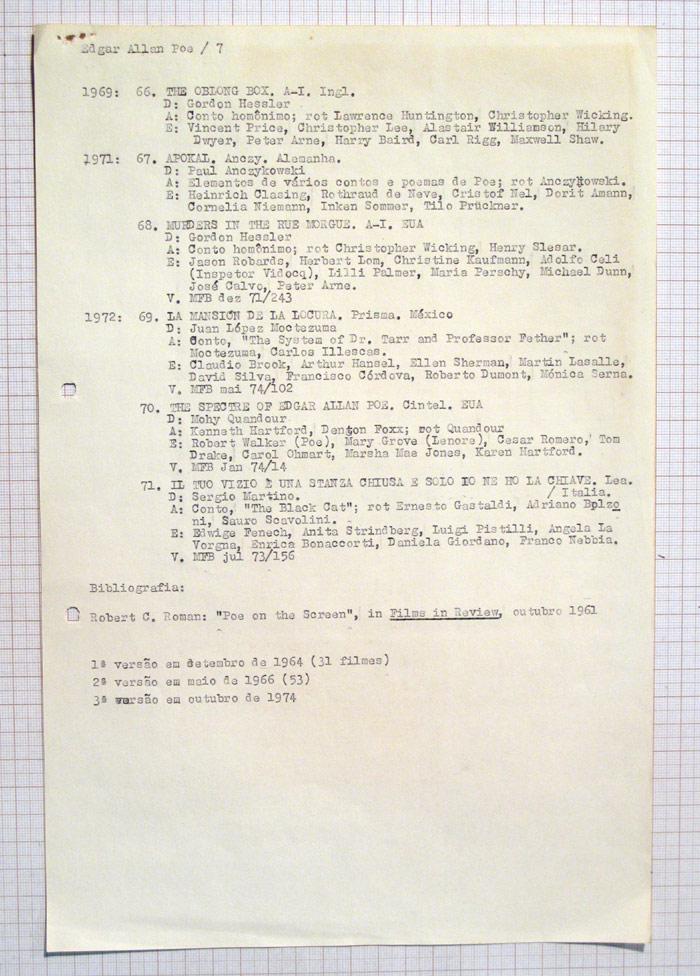 Edgar Allan Poe / 7
1969: 66. THE OBLONG BOX. A-I. Ingl.
D: Gordon Hessler
A: Conto homônimo; rot Lawrence Huntington, Christopher Wicking.
E: Vincent Price, Christopher Lee, Alastair Williamson, Hilary
Dwyer, Peter Arne, Harry Baird, Carl Rigg, Maxwell Shaw.
1971: 67. APOKAL. Anczy. Alemanha.
D: Paul Anczykowski
A: Elementos de vários contos e poemas de Poe; rot Anczykowski.
E: Heinrich Clasing, Rothraud de Neve, Cristof Nel, Dorit Amann,
Cornelia Niemann, Inken Sommer, Tilo Prückner.
68. MURDERS IN THE RUE MORGUE. A-I. EUA
D: Gordon Hessler
A: Conto homônimo; rot Christopher Wicking, Henry Slesar.
E: Jason Robards, Herbert Lom, Christine Kaufmann, Adolfo Celi
(Inspetor Vidocq), Lilli Palmer, Maria Perschy, Michael Dunn,
José Calvo, Peter Arne.
V. MFB dez 71/243
1972: 69. LA MANSIÓN DE LA LOCURA. Prisma. México
D: Juan López Moctezuma
A: Conto, "The System of Dr. Tarr and Professor Fether"; rot
Moctezuma, Carlos Illescas.
E: Claudio Brook, Arthur Hansel, Ellen Sherman, Martin Lasalle,
David Silva, Francisco Córdova, Roberto Dumont, Mónica Serna.
V. MFB mai 74/102
70. THE SPECTRE OF EDGAR ALLAN POE. Cintel. EUA
D: Mohy Quandour
A: Kenneth Hartford, Denton Foxx; rot Quandour
E: Robert Walker (Poe), Mary Grove (Lenore), Cesar Romero, Tom
Drake, Carol Ohmart, Marsha Mae Jones, Karen Hartford.
V. MFB Jan 74/14
71. IL TUO VIZIO È UNA STANZA CHIUSA E SOLO IO NE HO LA CHIAVE. Lea.
D: Sergio Martino. / Italia.
A: Conto, "The Black Cat"; rot Ernesto Gastaldi, Adriano Bolzo
ni, Sauro Scavolini.
E: Edwige Fenech, Anita Strindberg, Luigi Pistilli, Angela La
Vorgna, Enrica Bonaccorti, Daniela Giordano, Franco Nebbia.
V. MFB jul 73/156
Bibliografia:
Robert C. Roman: "Poe on the Screen", in Films in Review, outubro 1961
1ª versão em setembro de 1964 (31 filmes)
2ª versão em maio de 1966 (53)
3ª versão em outubro de 1974